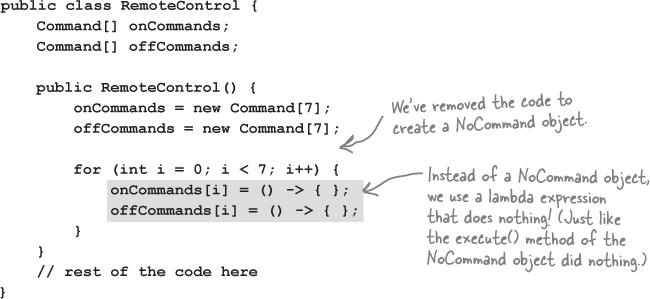 public class RemoteControl {
    Command[] onCommands;
    Command[] offCommands;

    public RemoteControl() {
        onCommands = new Command[7];
        offCommands = new Command[7];

        for (int i = 0; i < 7; i++) {
            onCommands[i] = () -> { };
            offCommands[i] = () -> { };
        }
    }
    // rest of the code here
}
We've removed the code to
create a NoCommand object.
Instead of a NoCommand object,
we use a lambda expression
that does nothing! (Just like
the execute() method of the
NoCommand object did nothing.)